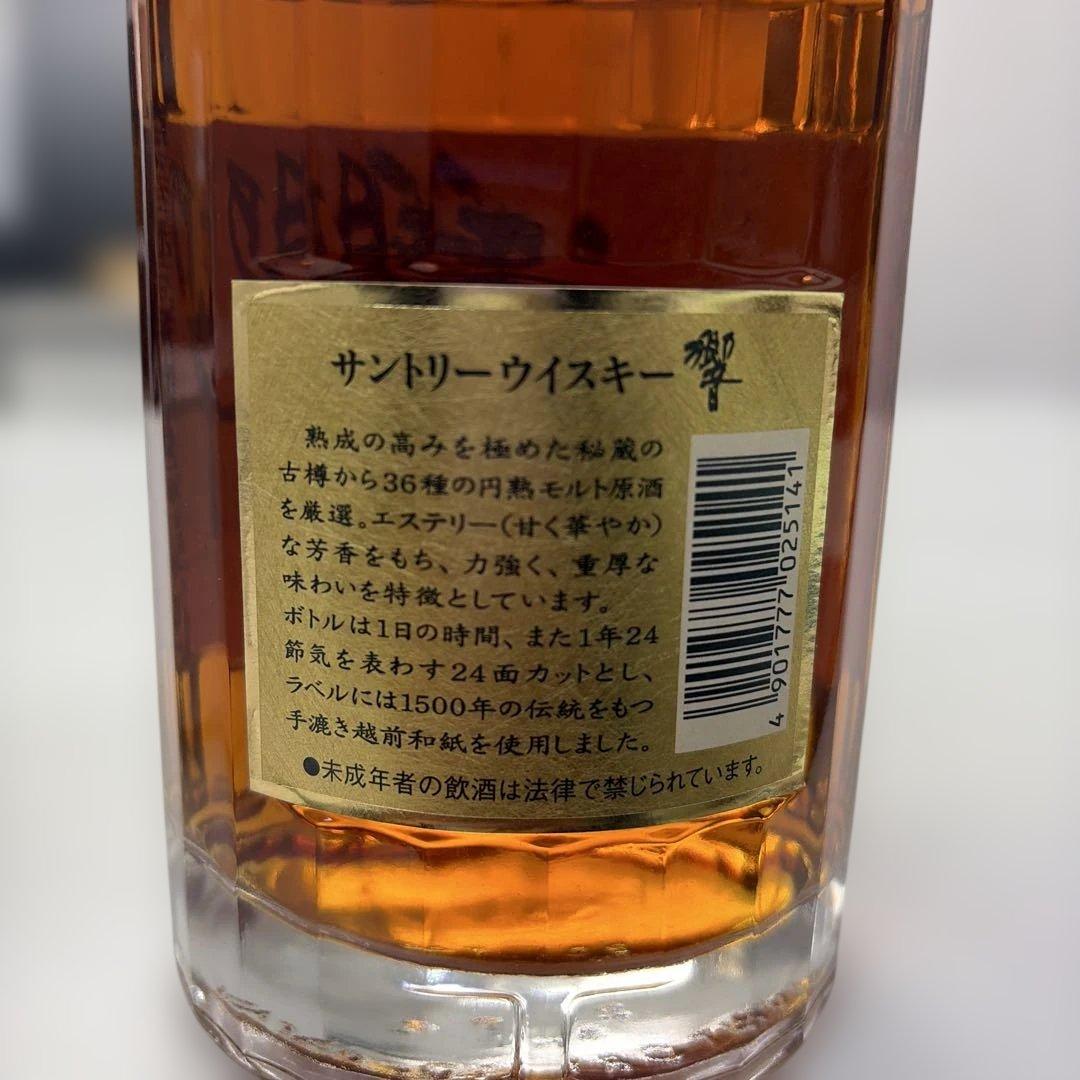 サントリーウイスキー 響
熟成の高みを極めた秘蔵の
古樽から36種の円熟モルト原酒
を厳選。エステリー(甘く華やか)
な芳香をもち、力強く、重厚な
味わいを特徴としています。
ボトルは1日の時間、また1年24
節気を表わす24面カットとし、
ラベルには1500年の伝統をもつ
手漉き越前和紙を使用しました。
●未成年者の飲酒は法律で禁じられています。
4 901777 025141